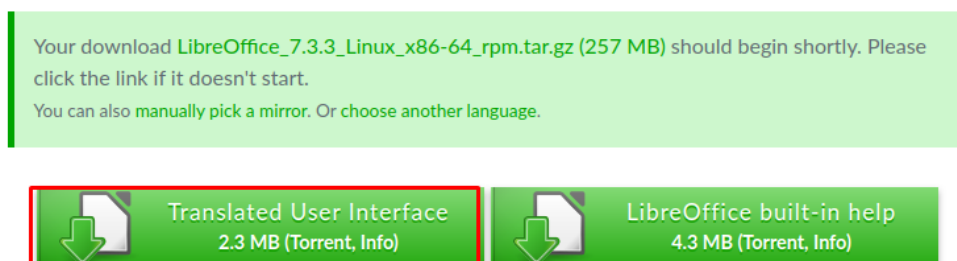 Your download LibreOffice_7.3.3_Linux_x86-64_rpm.tar.gz (257 MB) should begin shortly. Please
click the link if it doesn't start.
You can also manually pick a mirror. Or choose another language.
Translated User Interface
2.3 MB (Torrent, Info)
LibreOffice built-in help
4.3 MB (Torrent, Info)